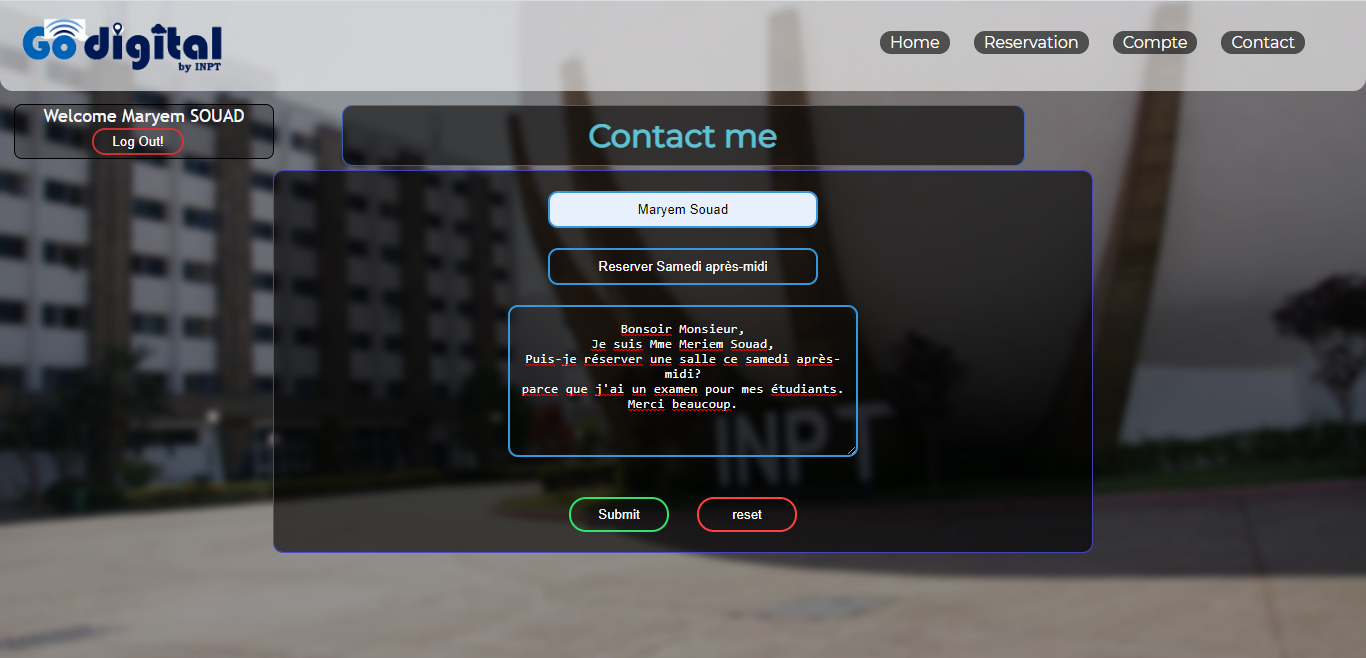 Go digital
by INPT
Home
Reservation
Compte
Contact
Welcome Maryem SOUAD
Log Out!
Contact me
Maryem Souad
Reserver Samedi après-midi
Bonsoir Monsieur,
Je suis Mme Meriem Souad,
Puis-je réserver une salle ce samedi après-
midi?
parce que j'ai un examen pour mes étudiants.
Merci beaucoup.
INPT
Submit
reset